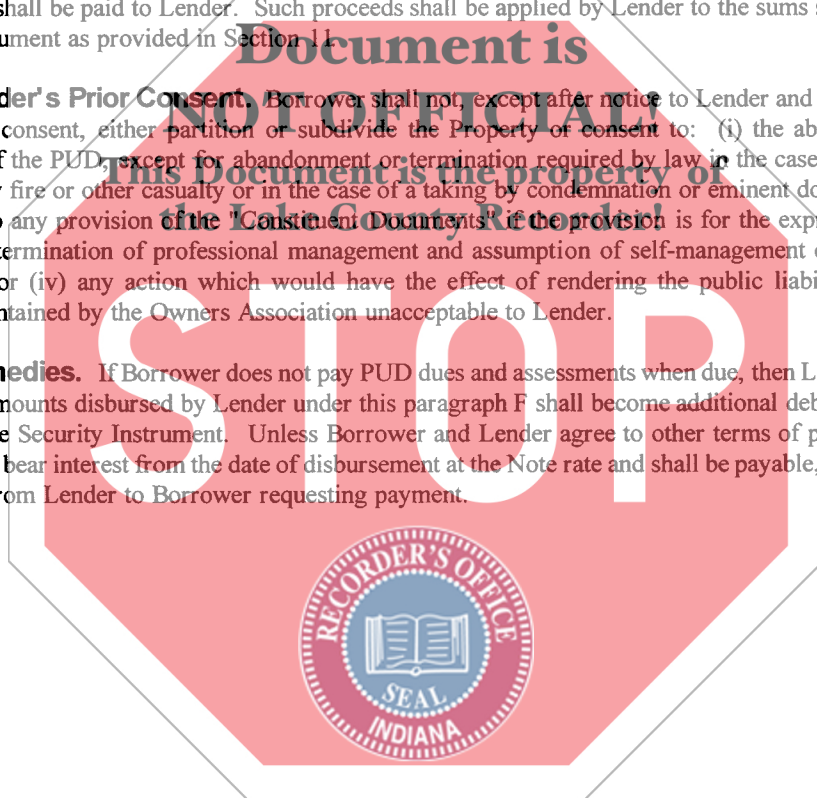 shall be paid to Lender. Such proceeds shall be applied by Lender to the sums
ument as provided in Section 11.
Document is
der's Prior Consent. Borrower shall not, except after notice to Lender and
NOT OFFICIAL!
consent, either partition or subdivide the Property or consent to: (i) the ab
f the PUD, except for abandonment or termination required by law in the case
This Document is the property of
fire or other casualty or in the case of a taking by condemnation or eminent do
the Lake County Recorder!
any provision of the "Constituent Documents" if the provision is for the exp
ermination of professional management and assumption of self-management
or (iv) any action which would have the effect of rendering the public liabi
ntained by the Owners Association unacceptable to Lender.
STOP
nedies. If Borrower does not pay PUD dues and assessments when due, then L
mounts disbursed by Lender under this paragraph F shall become additional deb
e Security Instrument. Unless Borrower and Lender agree to other terms of p
bear interest from the date of disbursement at the Note rate and shall be payable,
om Lender to Borrower requesting payment.
RECORDER'S OFFICE
SEAL
INDIANA